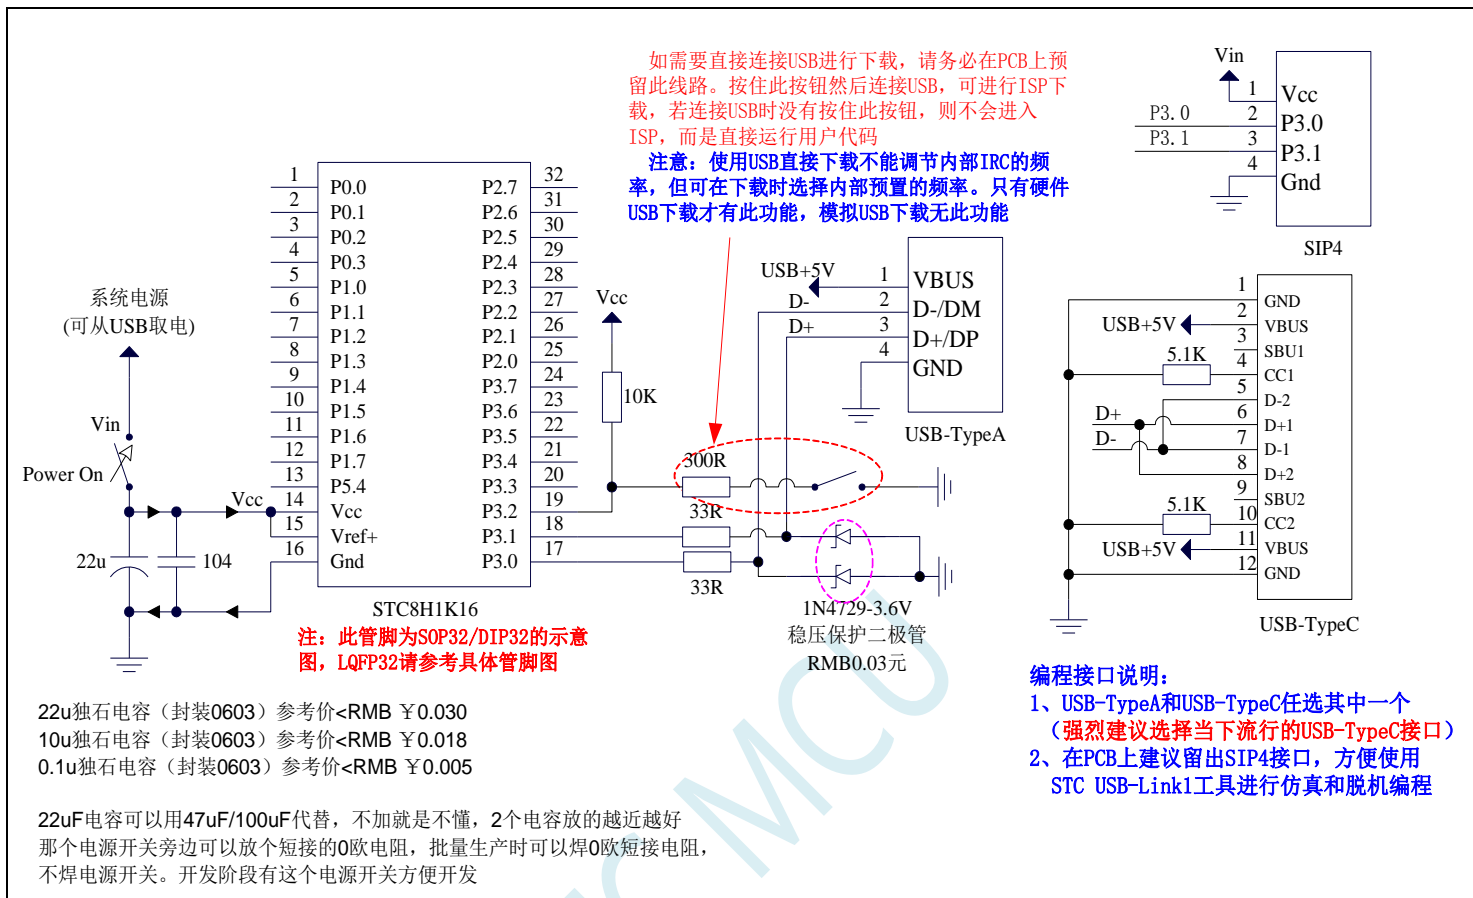 如需要直接连接USB进行下载，请务必在PCB上预
留此线路。按住此按钮然后连接USB，可进行ISP下
载，若连接USB时没有按住此按钮，则不会进入
ISP，而是直接运行用户代码
注意：使用USB直接下载不能调节内部IRC的频
率，但可在下载时选择内部预置的频率。只有硬件
USB下载才有此功能，模拟USB下载无此功能
Vin
1 Vcc
P3.0 2 P3.0
P3.1 3 P3.1
4 Gnd
SIP4
1 P0.0 P2.7 32
2 P0.1 P2.6 31
3 P0.2 P2.5 30
4 P0.3 P2.4 29
5 P1.0 P2.3 28
6 P1.1 P2.2 27
7 P1.2 P2.1 26
8 P1.3 P2.0 25
9 P1.4 P3.7 24
10 P1.5 P3.6 23
11 P1.6 P3.5 22
12 P1.7 P3.4 21
13 P5.4 P3.3 20
14 Vcc P3.2 19
15 Vref+ P3.1 18
16 Gnd P3.0 17
STC8H1K16
注：此管脚为SOP32/DIP32的示意
图，LQFP32请参考具体管脚图
系统电源
(可从USB取电)
Vin
Power On
Vcc
22u
104
Vcc
10K
300R
33R
33R
USB+5V 1 VBUS
D- 2 D-/DM
D+ 3 D+/DP
4 GND
USB-TypeA
1N4729-3.6V
稳压保护二极管
RMB0.03元
1 GND
USB+5V 2 VBUS
3 SBU1
5.1K 4 CC1
5 D-2
D+ 6 D+1
D- 7 D-1
8 D+2
9 SBU2
5.1K 10 CC2
USB+5V 11 VBUS
12 GND
USB-TypeC
编程接口说明：
1、USB-TypeA和USB-TypeC任选其中一个
（强烈建议选择当下流行的USB-TypeC接口）
2、在PCB上建议留出SIP4接口，方便使用
STC USB-Link1工具进行仿真和脱机编程
22u独石电容（封装0603）参考价<RMB ￥0.030
10u独石电容（封装0603）参考价<RMB ￥0.018
0.1u独石电容（封装0603）参考价<RMB ￥0.005
22uF电容可以用47uF/100uF代替，不加就是不懂，2个电容放的越近越好
那个电源开关旁边可以放个短接的0欧电阻，批量生产时可以焊0欧短接电阻，
不焊电源开关。开发阶段有这个电源开关方便开发
MCU